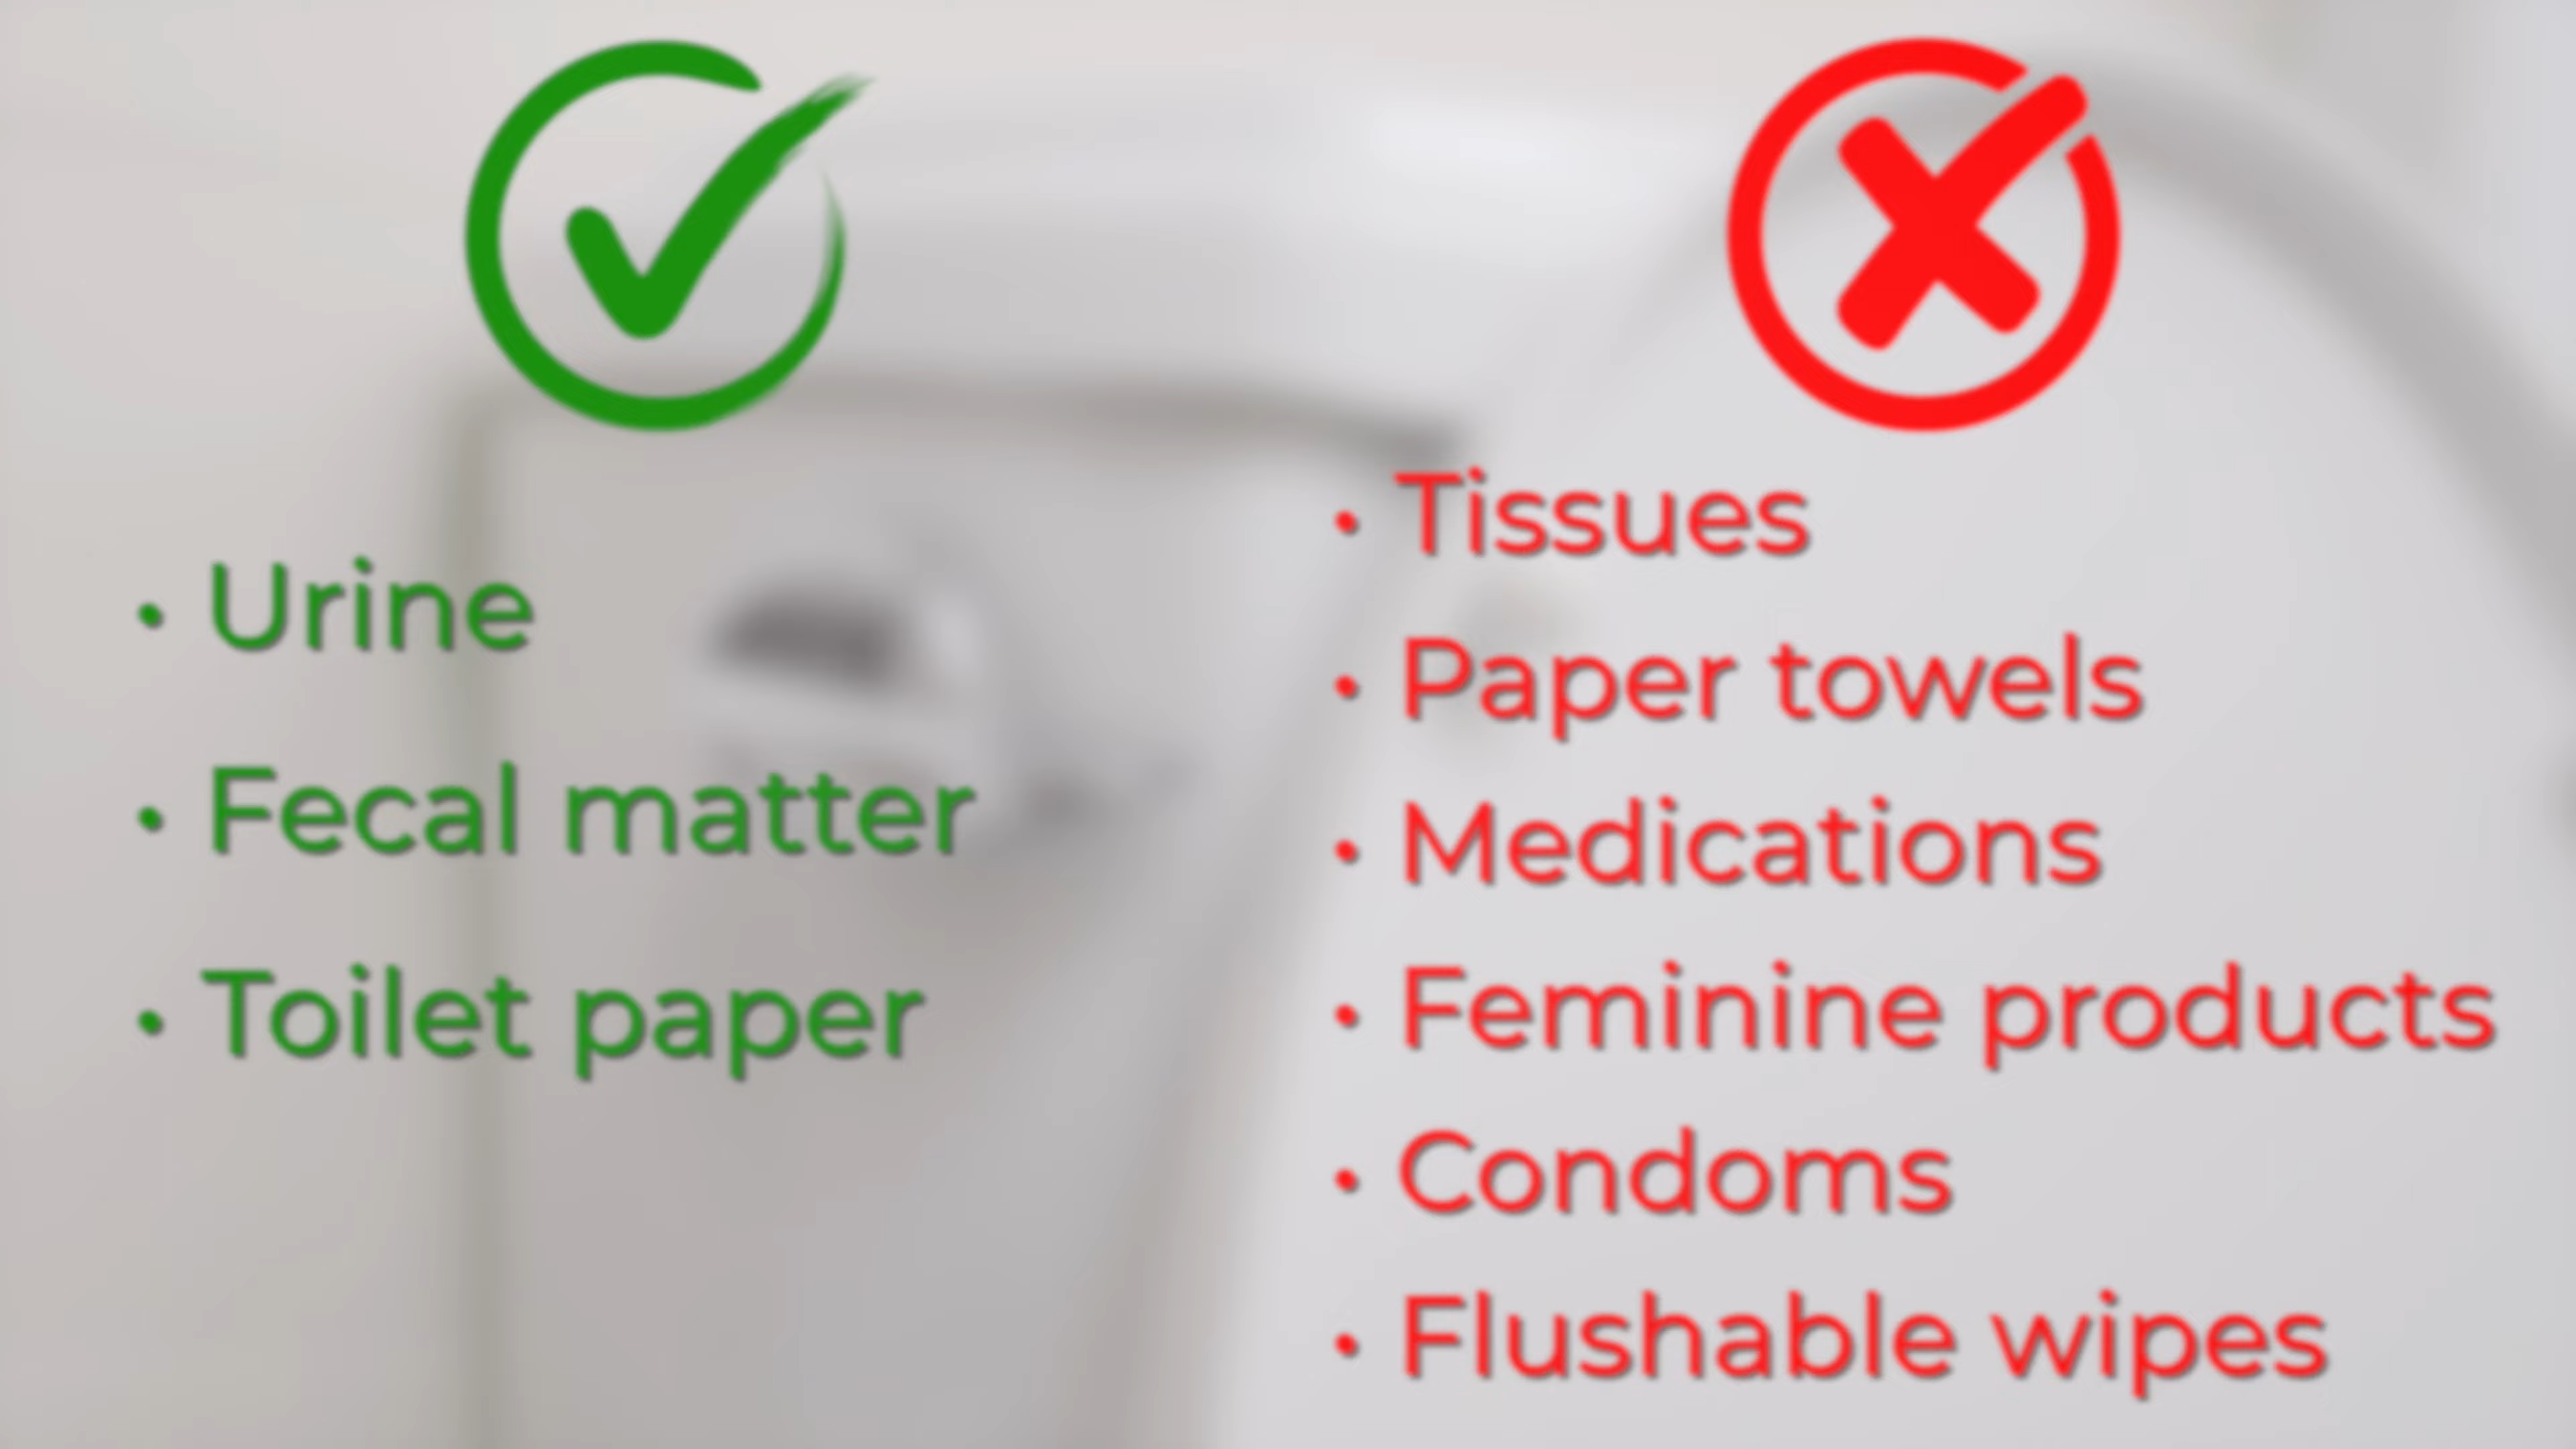 • Urine
• Fecal matter
• Toilet paper
• Tissues
• Paper towels
• Medications
• Feminine products
• Condoms
• Flushable wipes